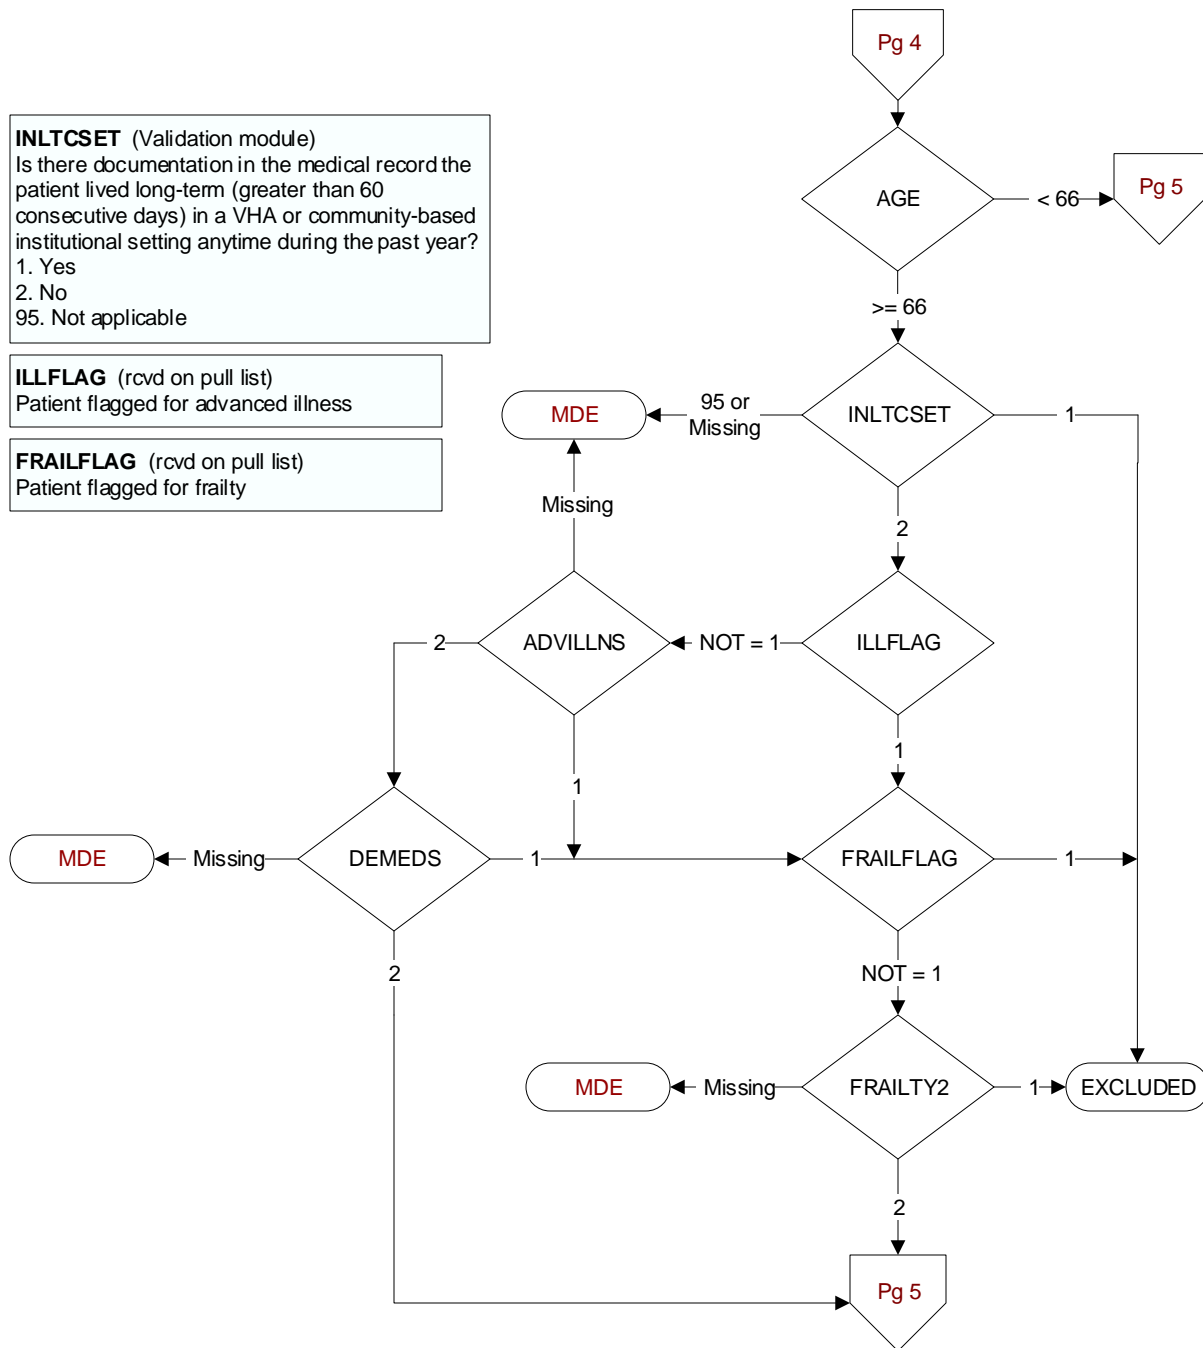 Pg 4
INLTCSET (Validation module)
Is there documentation in the medical record the
patient lived long-term (greater than 60
consecutive days) in a VHA or community-based
institutional setting anytime during the past year?
1. Yes
2. No
95. Not applicable
ILLFLAG (rcvd on pull list)
Patient flagged for advanced illness
FRAILFLAG (rcvd on pull list)
Patient flagged for frailty
AGE
< 66
Pg 5
>= 66
MDE
95 or
Missing
INLTCSET
1
Missing
2
2
ADVILLNS
NOT = 1
ILLFLAG
1
1
MDE
Missing
DEMEDS
1
FRAILFLAG
1
2
NOT = 1
MDE
Missing
FRAILTY2
1
EXCLUDED
2
Pg 5